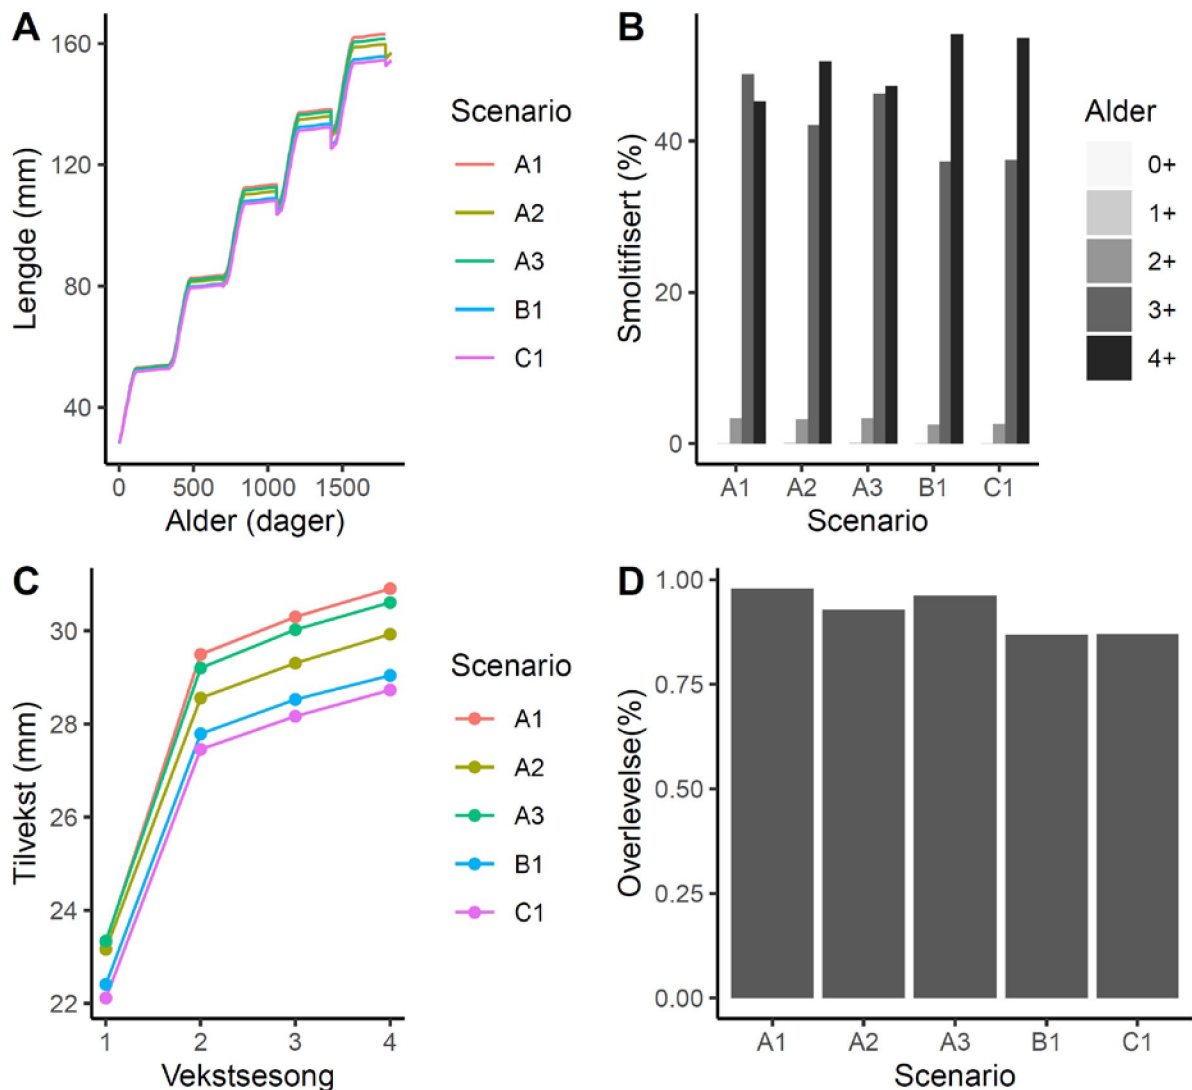 A
Lengde (mm)
160
120
80
40
0
500
1000
1500
Alder (dager)
Scenario
A1
A2
A3
B1
C1
B
Smoltifisert (%)
40
20
0
A1
A2
A3
B1
C1
Scenario
Alder
0+
1+
2+
3+
4+
C
Tilvekst (mm)
30
28
26
24
22
1
2
3
4
Vekstsesong
Scenario
A1
A2
A3
B1
C1
D
Overlevelse(%)
1.00
0.75
0.50
0.25
0.00
A1
A2
A3
B1
C1
Scenario